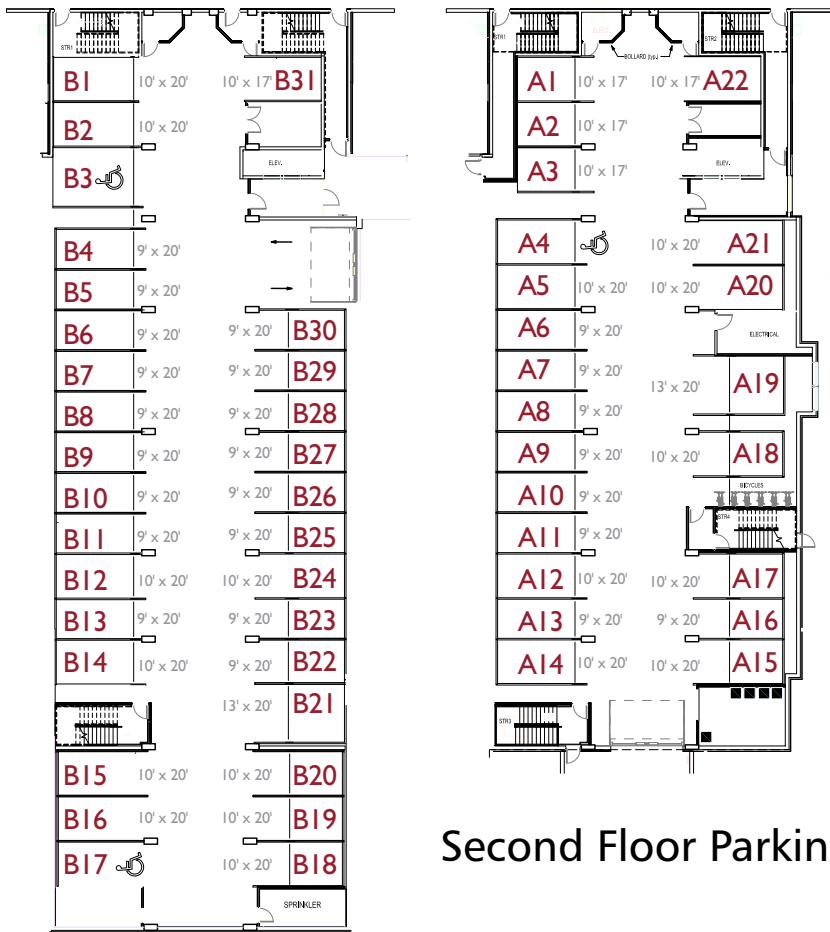 STR1
B1 10' x 20' 10' x 17' B31
B2 10' x 20'
B3 ELEV.
B4 9' x 20'
B5 9' x 20'
B6 9' x 20' 9' x 20' B30
B7 9' x 20' 9' x 20' B29
B8 9' x 20' 9' x 20' B28
B9 9' x 20' 9' x 20' B27
B10 9' x 20' 9' x 20' B26
B11 9' x 20' 9' x 20' B25
B12 10' x 20' 10' x 20' B24
B13 9' x 20' 9' x 20' B23
B14 10' x 20' 9' x 20' B22
13' x 20' B21
B15 10' x 20' 10' x 20' B20
B16 10' x 20' 10' x 20' B19
B17 10' x 20' B18
SPRINKLER
ELECT.
STR1 STR2
BOLLARD (typ.)
A1 10' x 17' 10' x 17' A22
A2 10' x 17'
A3 10' x 17' ELEV.
A4 10' x 20' A21
A5 10' x 20' 10' x 20' A20
A6 9' x 20' ELECTRICAL
A7 9' x 20' 13' x 20' A19
A8 9' x 20'
A9 9' x 20' 10' x 20' A18
BICYCLES
A10 9' x 20'
STR4
A11 9' x 20'
A12 10' x 20' 10' x 20' A17
A13 9' x 20' 9' x 20' A16
A14 10' x 20' 10' x 20' A15
STR3
Second Floor Parkin